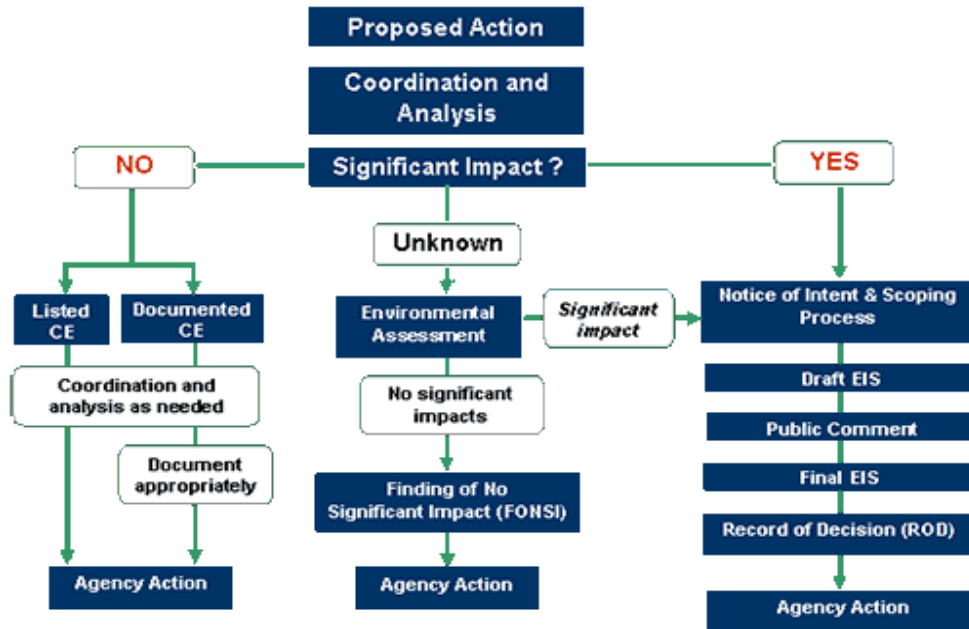 Proposed Action
Coordination and
Analysis
Significant Impact ?
NO
YES
Unknown
Listed
CE
Documented
CE
Environmental
Assessment
Significant
impact
Notice of Intent & Scoping
Process
Coordination and
analysis as needed
No significant
impacts
Draft EIS
Public Comment
Document
appropriately
Final EIS
Finding of No
Significant Impact (FONSI)
Record of Decision (ROD)
Agency Action
Agency Action
Agency Action